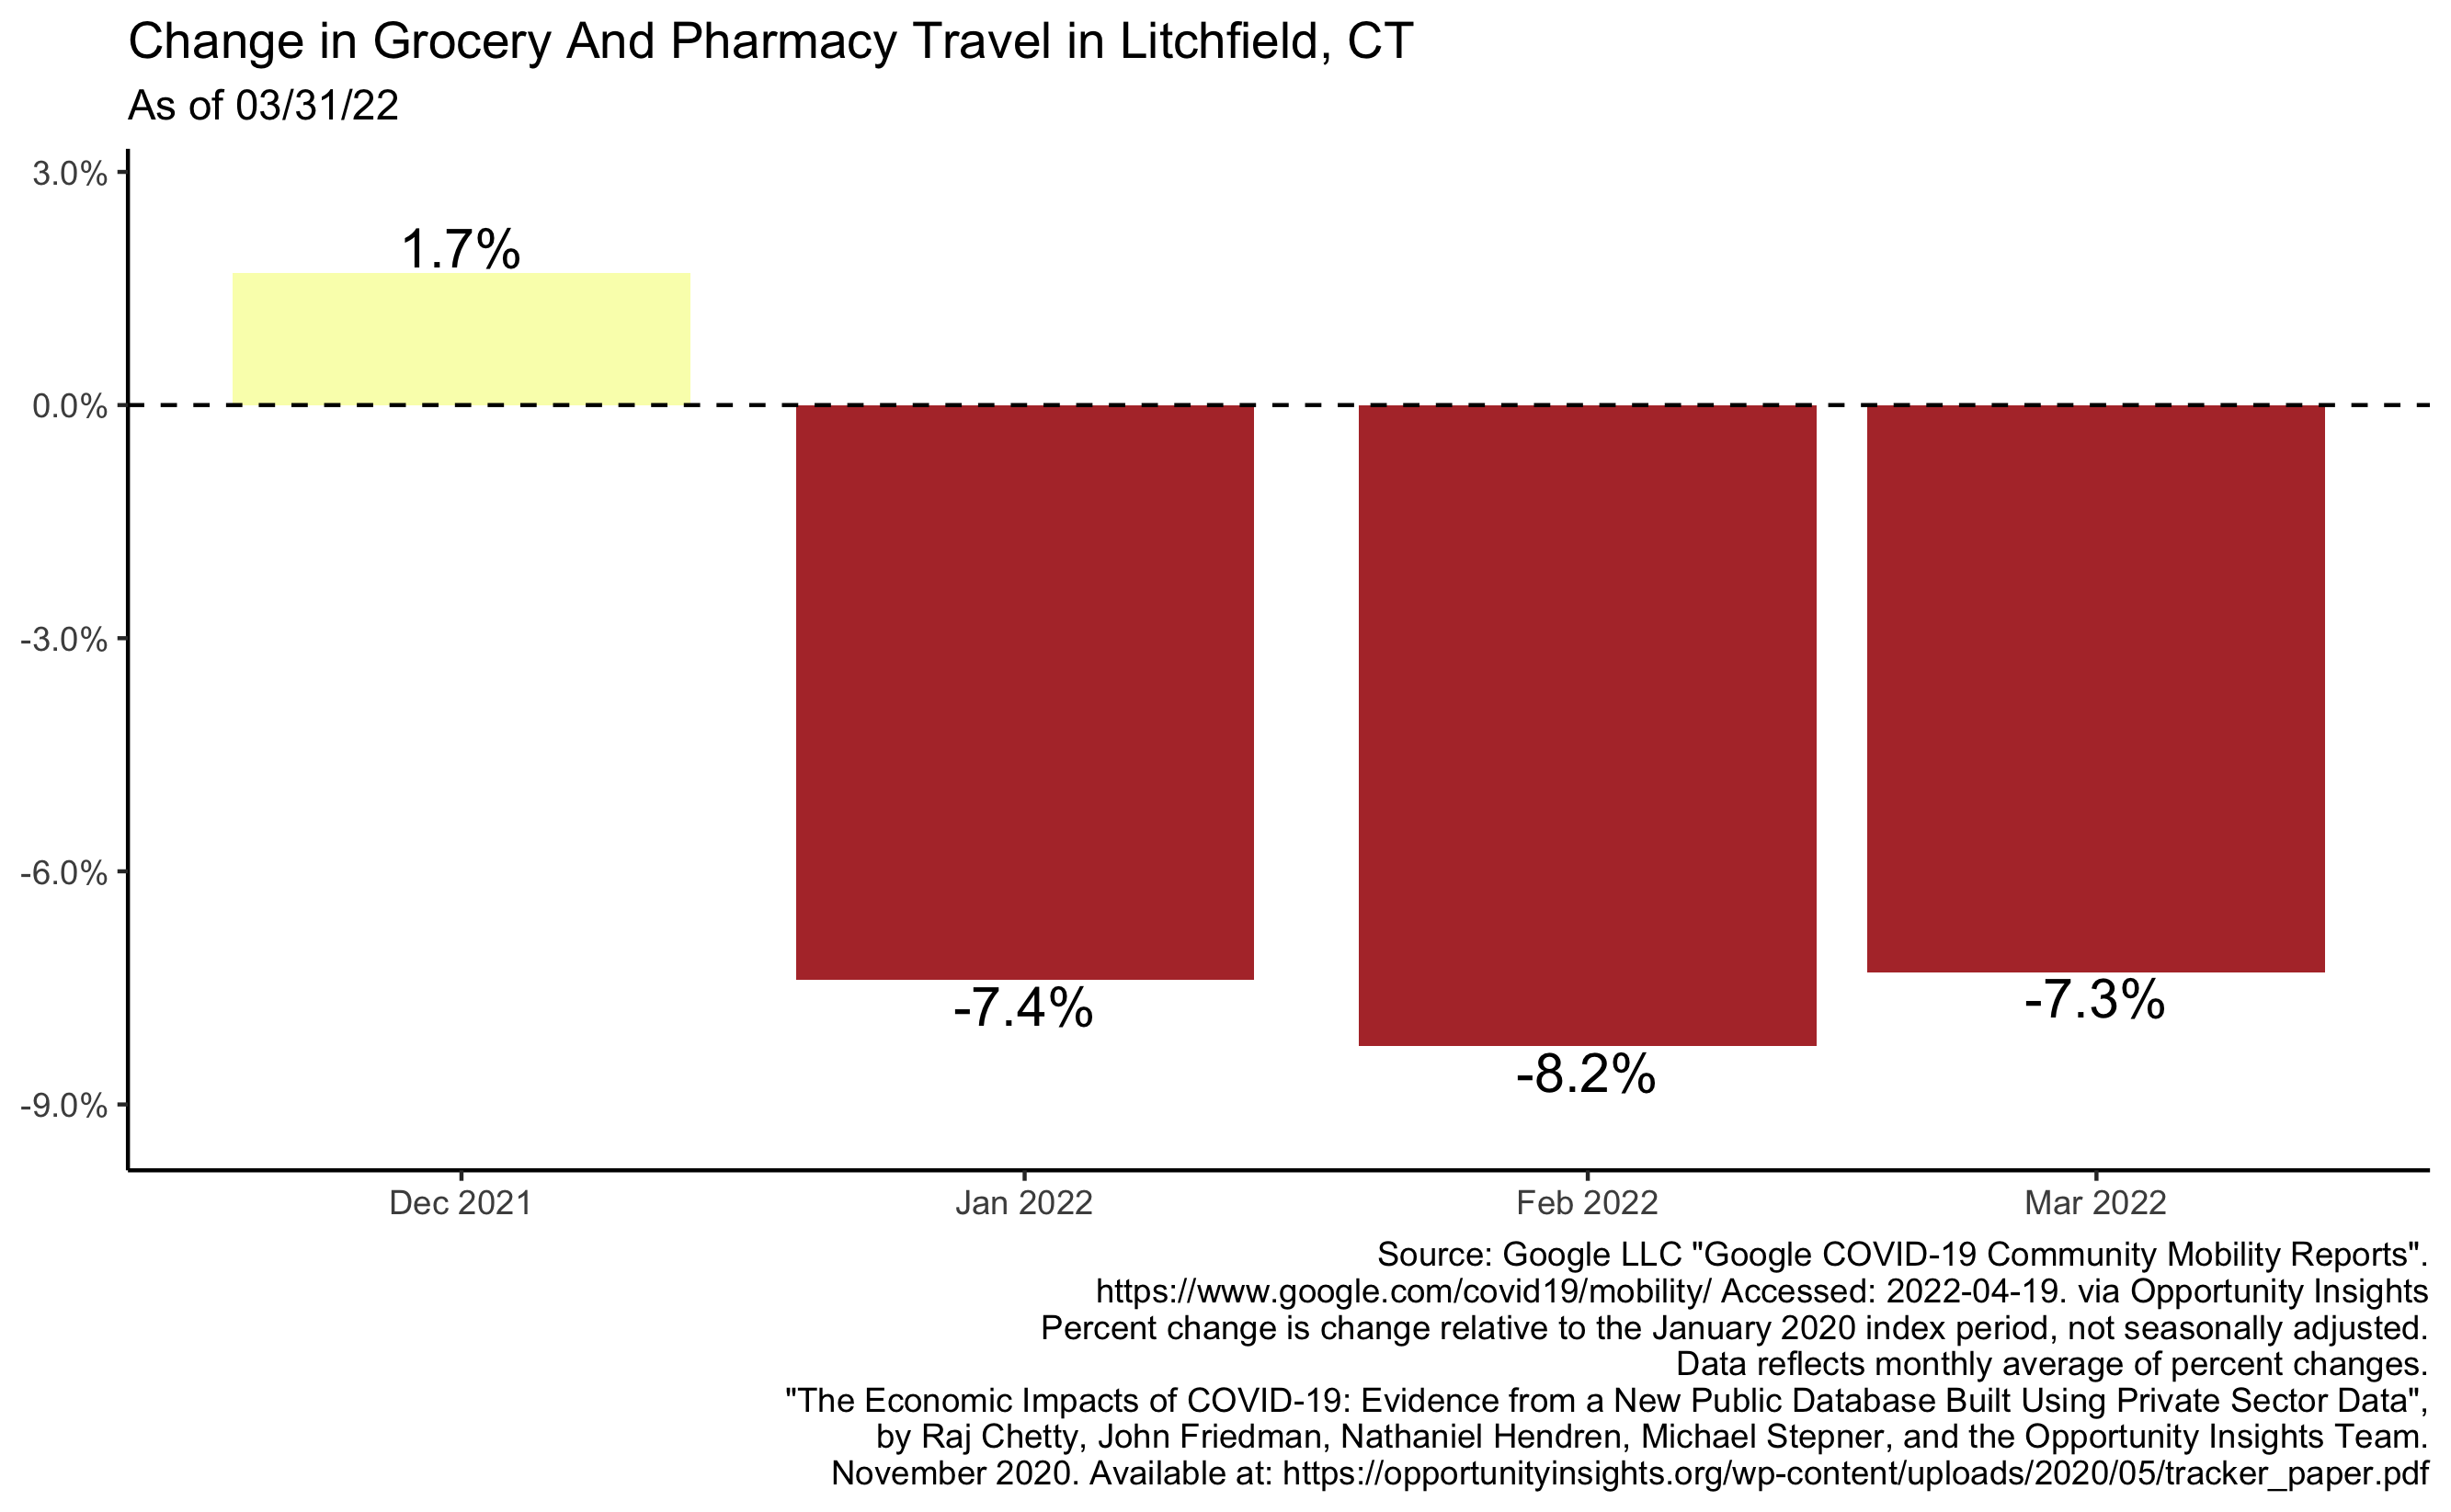 Change in Grocery And Pharmacy Travel in Litchfield, CT
As of 03/31/22
3.0%
0.0%
-3.0%
-6.0%
-9.0%
1.7%
-7.4%
-8.2%
-7.3%
Dec 2021
Jan 2022
Feb 2022
Mar 2022
Source: Google LLC "Google COVID-19 Community Mobility Reports".
https://www.google.com/covid19/mobility/ Accessed: 2022-04-19. via Opportunity Insights
Percent change is change relative to the January 2020 index period, not seasonally adjusted.
Data reflects monthly average of percent changes.
"The Economic Impacts of COVID-19: Evidence from a New Public Database Built Using Private Sector Data",
by Raj Chetty, John Friedman, Nathaniel Hendren, Michael Stepner, and the Opportunity Insights Team.
November 2020. Available at: https://opportunityinsights.org/wp-content/uploads/2020/05/tracker_paper.pdf